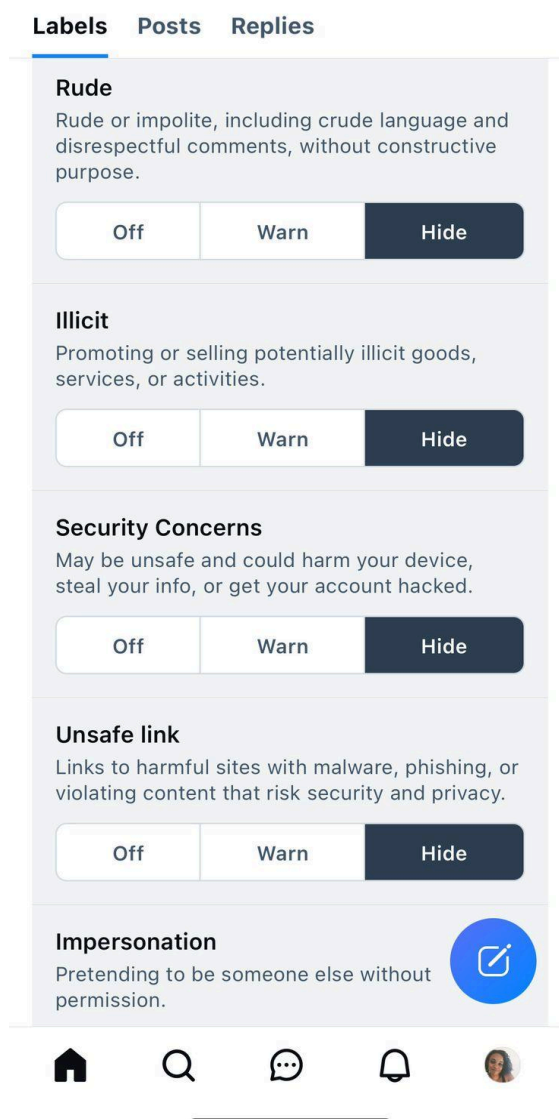 Labels Posts Replies
Rude
Rude or impolite, including crude language and
disrespectful comments, without constructive
purpose.
Off Warn Hide
Illicit
Promoting or selling potentially illicit goods,
services, or activities.
Off Warn Hide
Security Concerns
May be unsafe and could harm your device,
steal your info, or get your account hacked.
Off Warn Hide
Unsafe link
Links to harmful sites with malware, phishing, or
violating content that risk security and privacy.
Off Warn Hide
Impersonation
Pretending to be someone else without
permission.